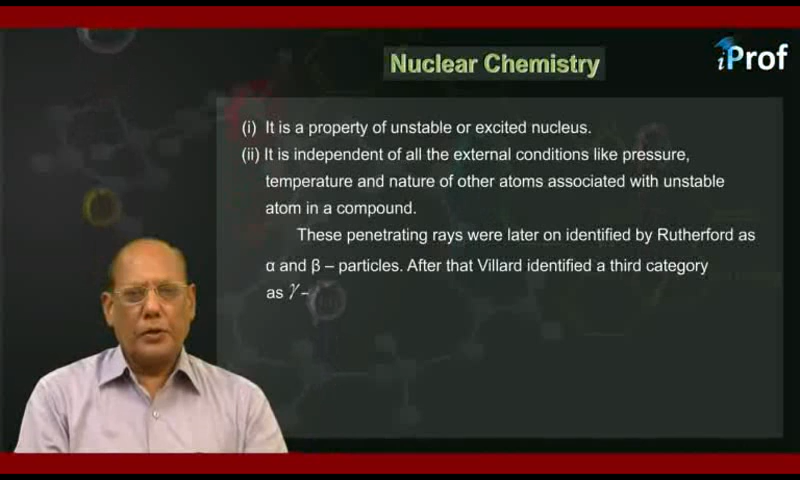 Nuclear Chemistry
iProf
(i) It is a property of unstable or excited nucleus.
(ii) It is independent of all the external conditions like pressure,
temperature and nature of other atoms associated with unstable
atom in a compound.
These penetrating rays were later on identified by Rutherford as
α and β – particles. After that Villard identified a third category
as γ –